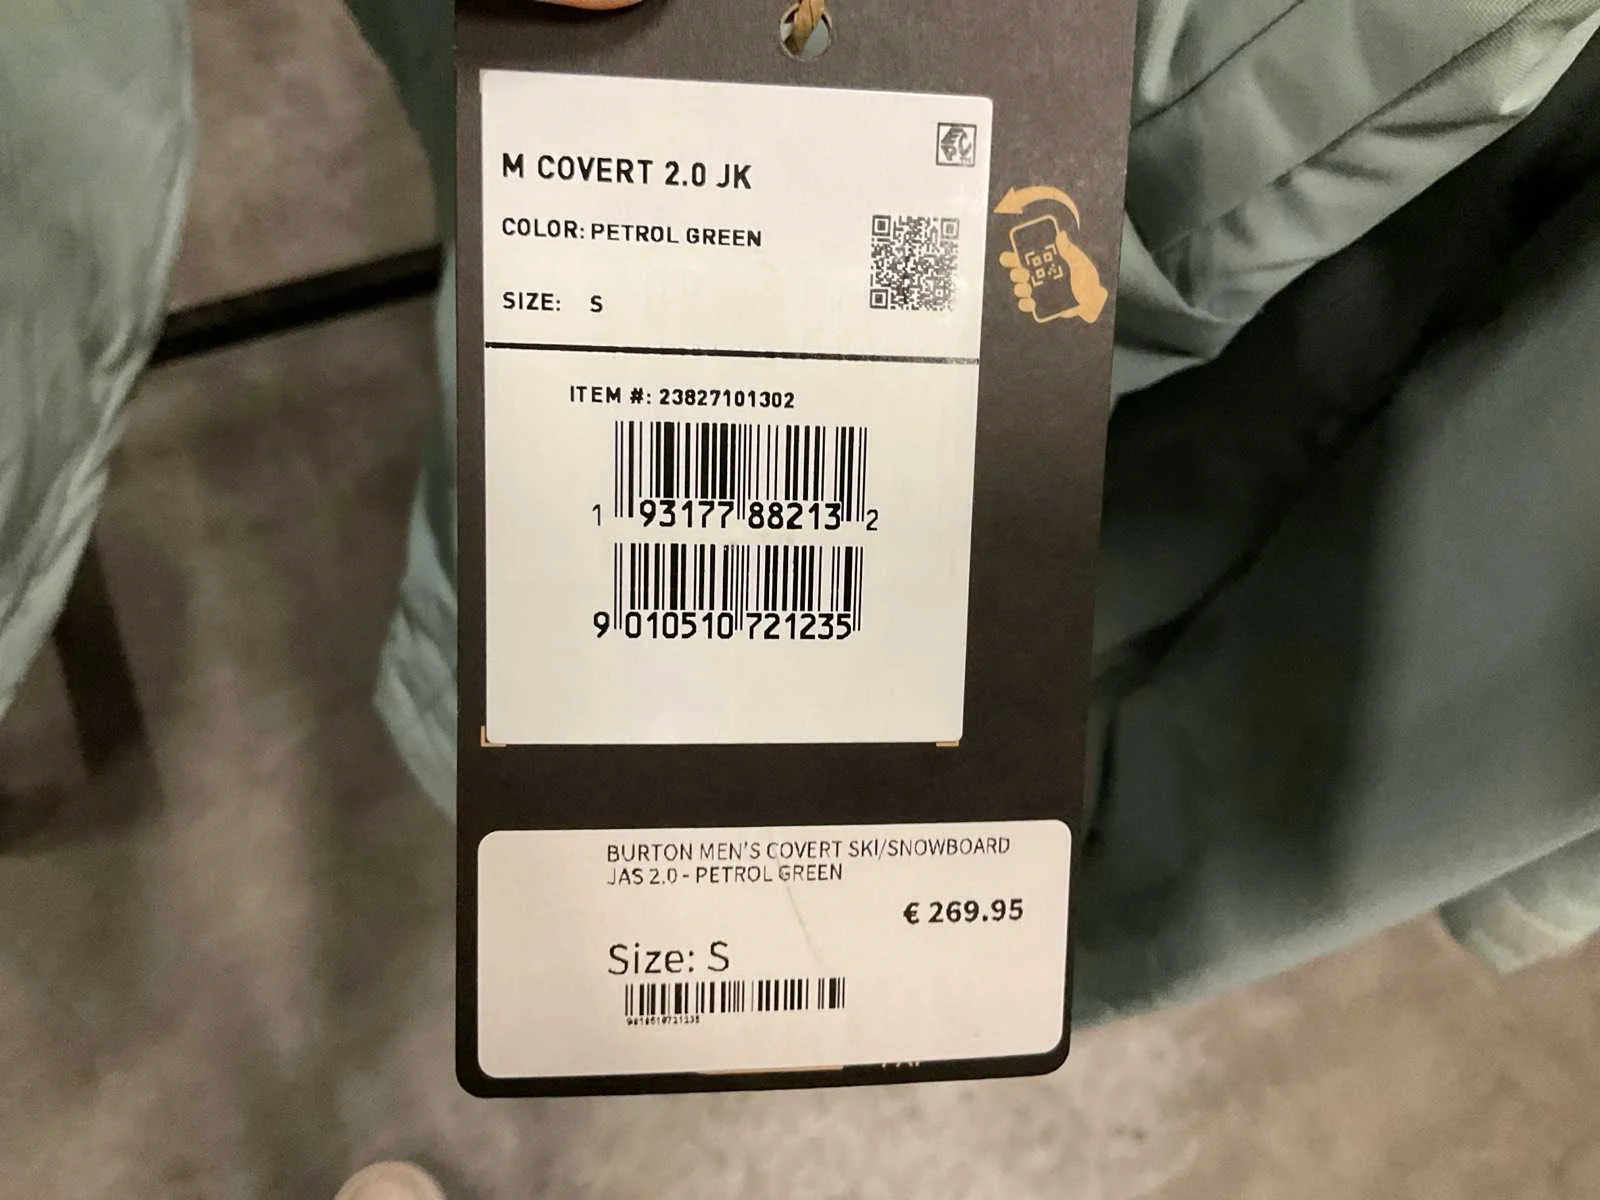 M COVERT 2.0 JK
COLOR: PETROL GREEN
SIZE: S
ITEM #: 23827101302
1 93177 88213 2
9 010510 721235
BURTON MEN'S COVERT SKI/SNOWBOARD
JAS 2.0 - PETROL GREEN
€ 269.95
Size: S
9010510721235